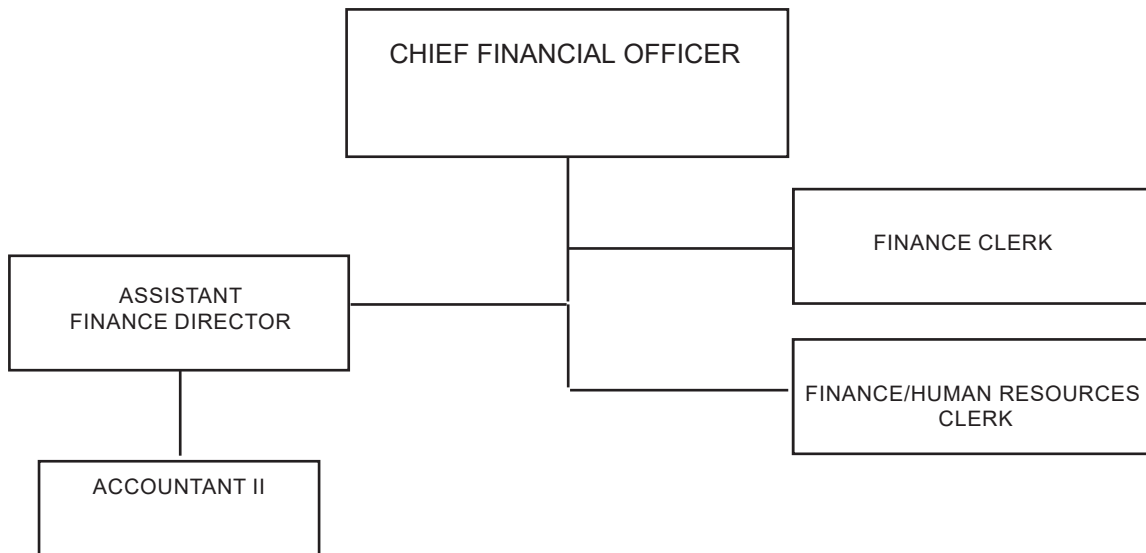 CHIEF FINANCIAL OFFICER
FINANCE CLERK
ASSISTANT
FINANCE DIRECTOR
FINANCE/HUMAN RESOURCES
CLERK
ACCOUNTANT II